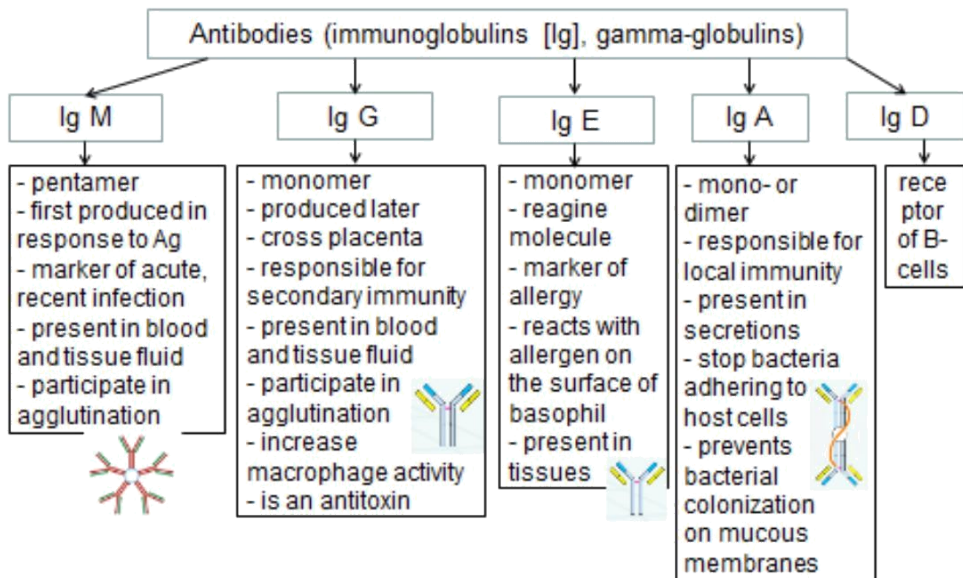 Antibodies (immunoglobulins [Ig], gamma-globulins)
Ig M
Ig G
Ig E
Ig A
Ig D
- pentamer
- first produced in
response to Ag
- marker of acute,
recent infection
- present in blood
and tissue fluid
- participate in
agglutination
- monomer
- produced later
- cross placenta
- responsible for
secondary immunity
- present in blood
and tissue fluid
- participate in
agglutination
- increase
macrophage activity
- is an antitoxin
- monomer
- reagine
molecule
- marker of
allergy
- reacts with
allergen on
the surface of
basophil
- present in
tissues
- mono- or
dimer
- responsible for
local immunity
- present in
secretions
- stop bacteria
adhering to
host cells
- prevents
bacterial
colonization
on mucous
membranes
rece
ptor
of B-
cells